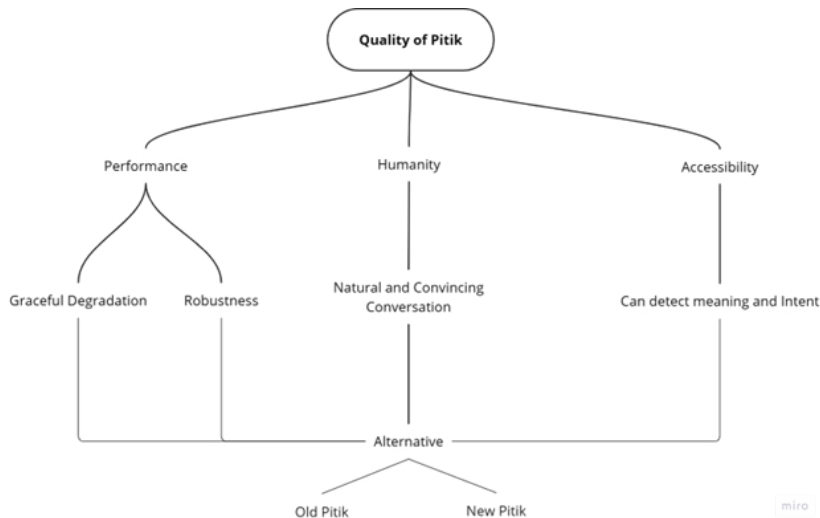 Quality of Pitik
Performance
Humanity
Accessibility
Graceful Degradation
Robustness
Natural and Convincing
Conversation
Can detect meaning and Intent
Alternative
Old Pitik
New Pitik
miro